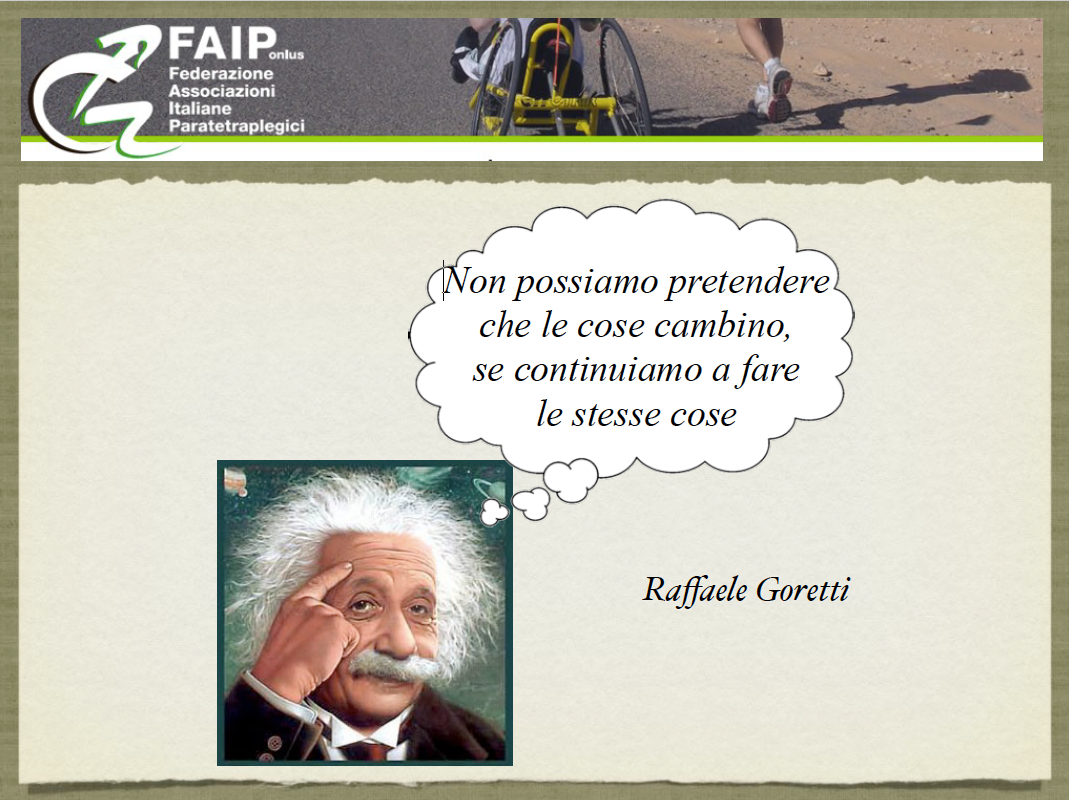 FAIP onlus
Federazione
Associazioni
Italiane
Paratetraplegici
Non possiamo pretendere
che le cose cambino,
se continuiamo a fare
le stesse cose
Raffaele Goretti